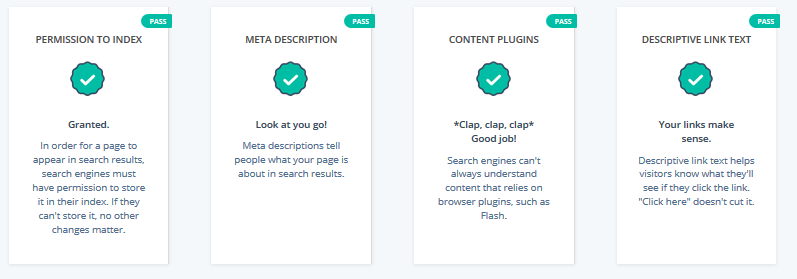 PASS
PERMISSION TO INDEX
Granted.
In order for a page to
appear in search results,
search engines must
have permission to store
it in their index. If they
can't store it, no other
changes matter.
PASS
META DESCRIPTION
Look at you go!
Meta descriptions tell
people what your page is
about in search results.
PASS
CONTENT PLUGINS
*Clap, clap, clap*
Good job!
Search engines can't
always understand
content that relies on
browser plugins, such as
Flash.
PASS
DESCRIPTIVE LINK TEXT
Your links make
sense.
Descriptive link text helps
visitors know what they'll
see if they click the link.
"Click here" doesn't cut it.